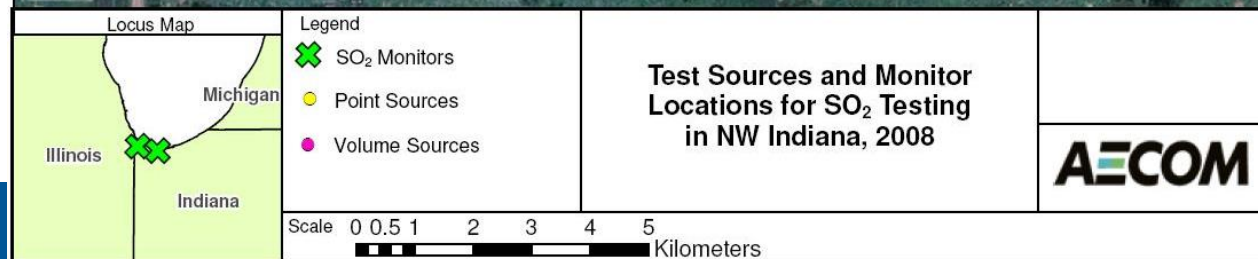 Locus Map
Michigan
Illinois
Indiana
Legend
SO₂ Monitors
Point Sources
Volume Sources
Test Sources and Monitor
Locations for SO₂ Testing
in NW Indiana, 2008
AECOM
Scale 0 0.5 1 2 3 4 5
Kilometers